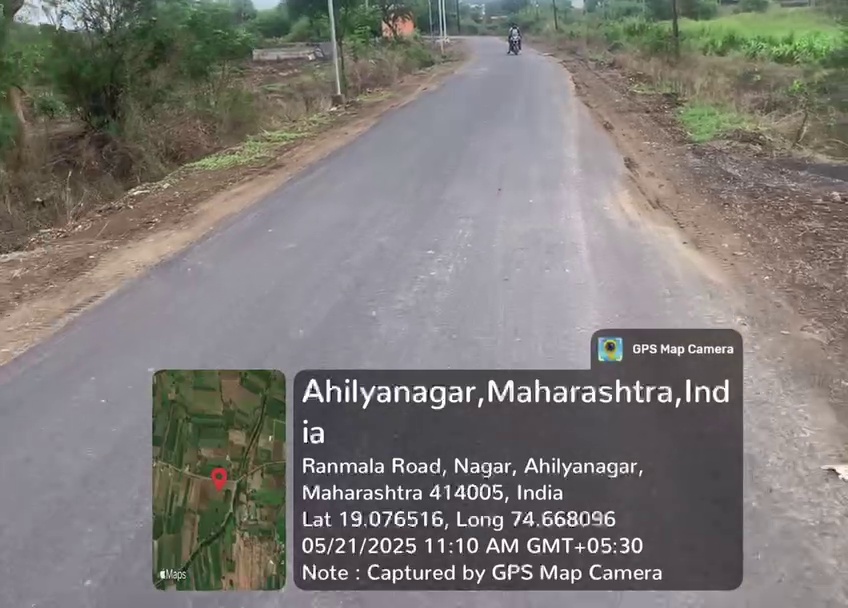 GPS Map Camera
Ahilyanagar,Maharashtra,Ind
ia
Ranmala Road, Nagar, Ahilyanagar,
Maharashtra 414005, India
Lat 19.076516, Long 74.668096
05/21/2025 11:10 AM GMT+05:30
Note : Captured by GPS Map Camera
Maps